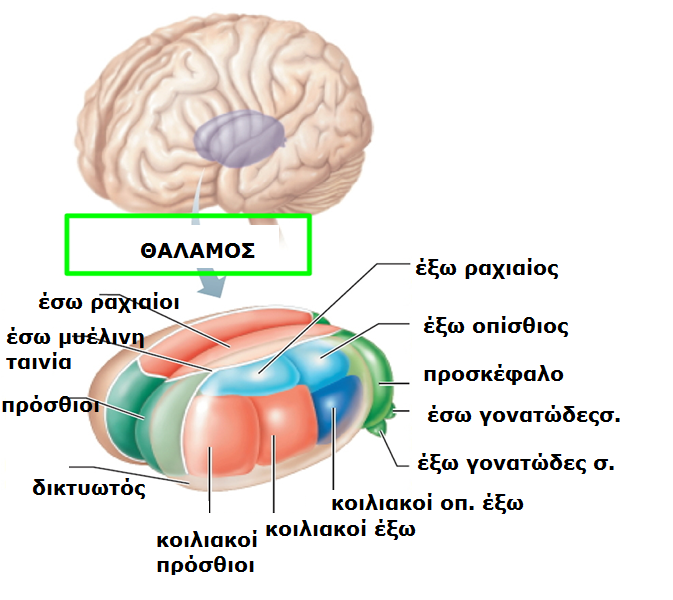 ΘΑΛΑΜΟΣ
έξω ραχιαίος
έσω ραχιαίοι
έξω οπίσθιος
έσω μυέλινη
ταινία
προσκέφαλο
πρόσθιοι
έσω γονατώδεςσ.
έξω γονατώδες σ.
δικτυωτός
κοιλιακοί οπ. έξω
κοιλιακοί έξω
κοιλιακοί
πρόσθιοι